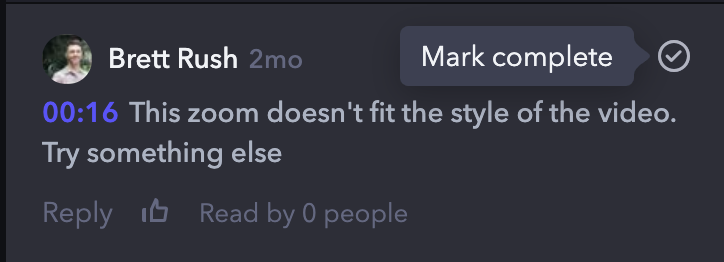 Brett Rush 2mo Mark complete
00:16 This zoom doesn't fit the style of the video.
Try something else
Reply Read by 0 people